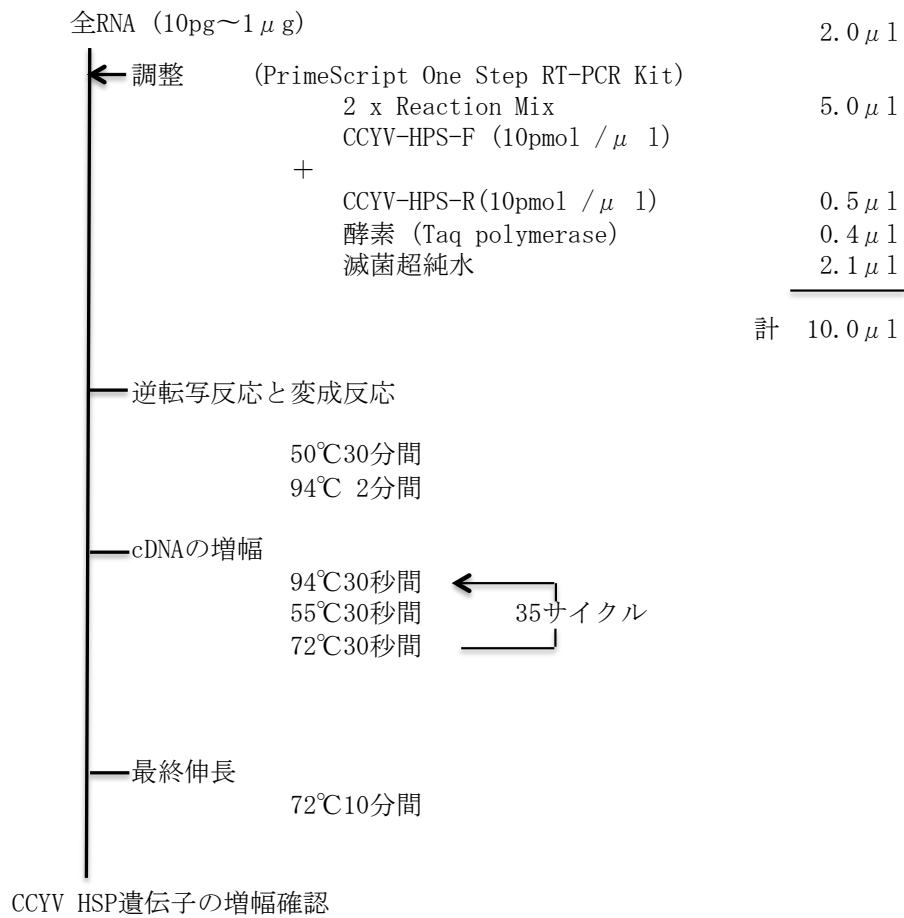 全RNA (10pg～1μg) 2.0μl
調整 (PrimeScript One Step RT-PCR Kit)
2 x Reaction Mix 5.0μl
CCYV-HPS-F (10pmol /μ l)
＋
CCYV-HPS-R(10pmol /μ l) 0.5μl
酵素 (Taq polymerase) 0.4μl
滅菌超純水 2.1μl
計 10.0μl
逆転写反応と変成反応
50℃30分間
94℃ 2分間
cDNAの増幅
94℃30秒間
55℃30秒間 35サイクル
72℃30秒間
最終伸長
72℃10分間
CCYV HSP遺伝子の増幅確認